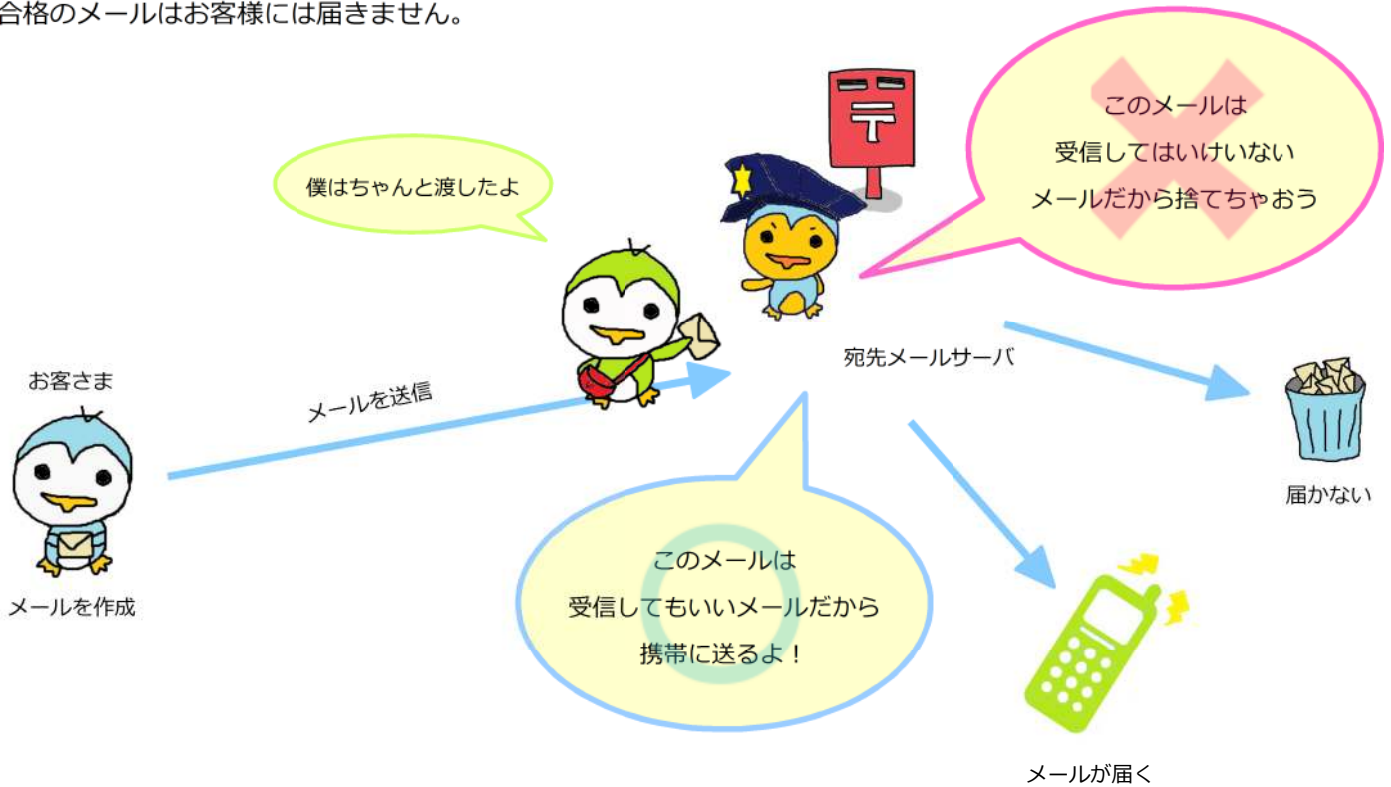 合格のメールはお客様には届きません。
このメールは
受信してはいけいない
メールだから捨てちゃおう
僕はちゃんと渡したよ
宛先メールサーバ
お客さま
メールを送信
メールを作成
届かない
このメールは
受信してもいいメールだから
携帯に送るよ！
メールが届く